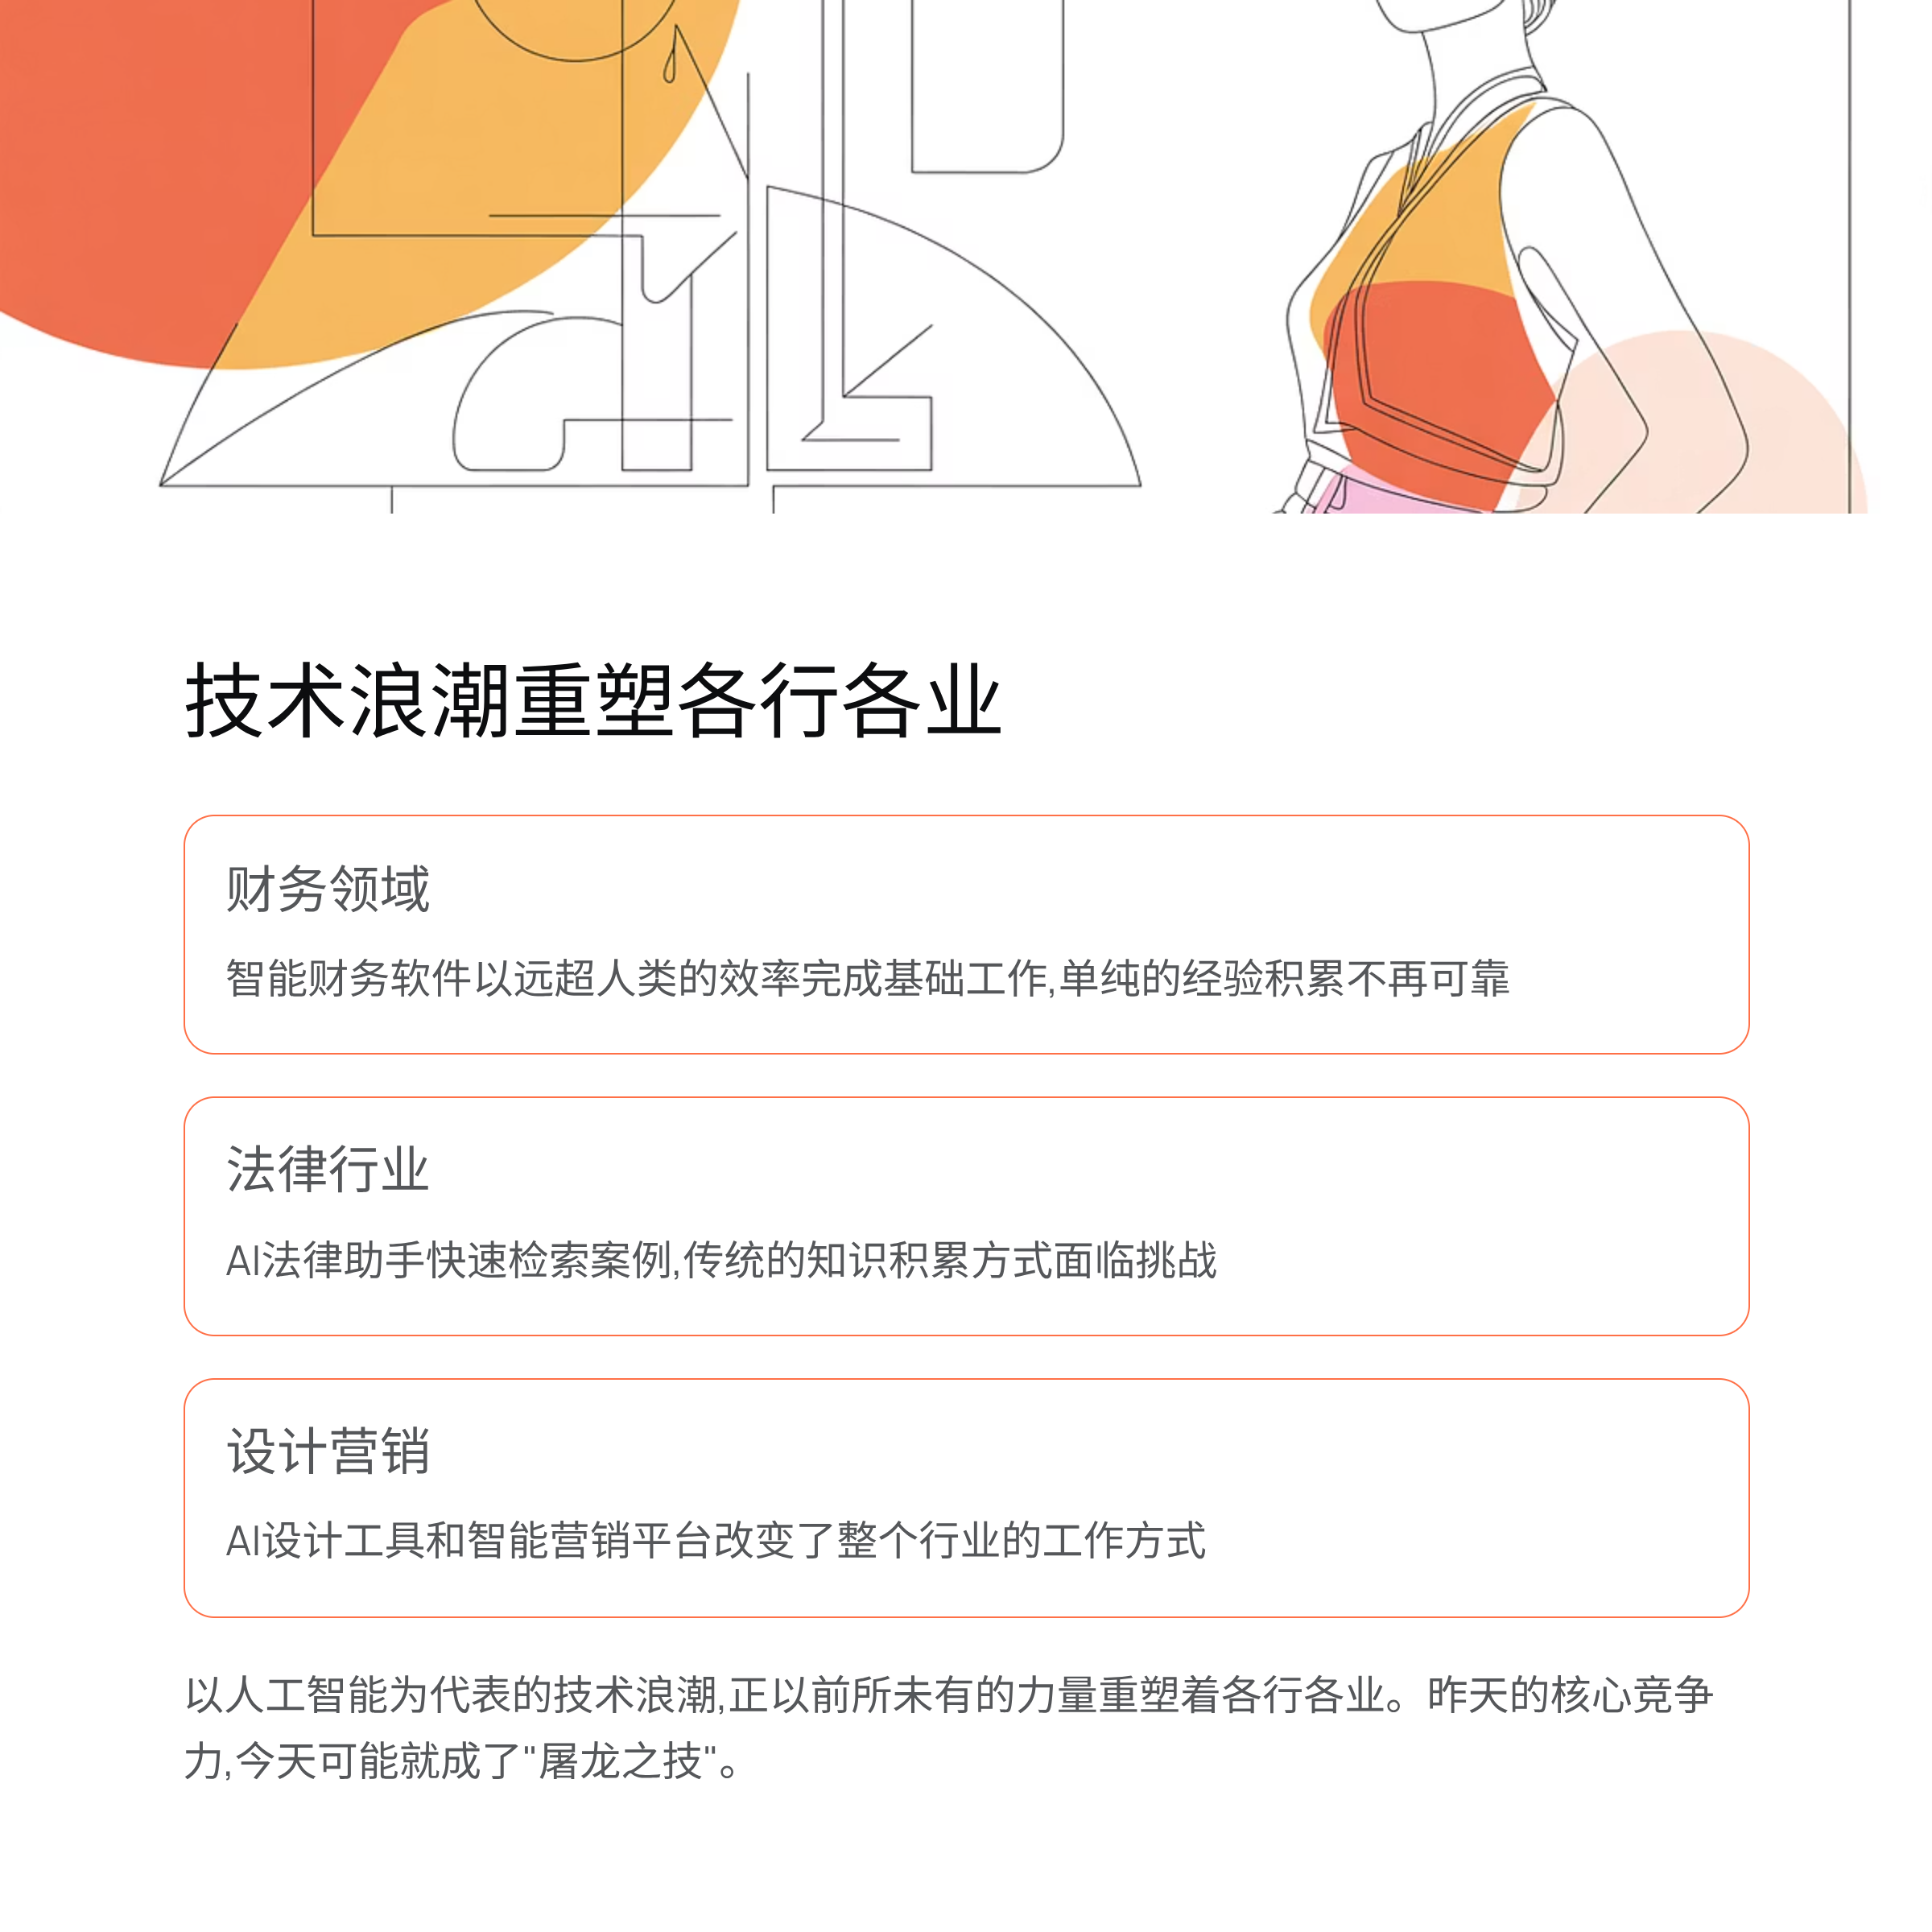 技术浪潮重塑各行各业
财务领域
智能财务软件以远超人类的效率完成基础工作,单纯的经验积累不再可靠
法律行业
AI法律助手快速检索案例,传统的知识积累方式面临挑战
设计营销
AI设计工具和智能营销平台改变了整个行业的工作方式
以人工智能为代表的技术浪潮,正以前所未有的力量重塑着各行各业。昨天的核心竞争
力,今天可能就成了"屠龙之技"。